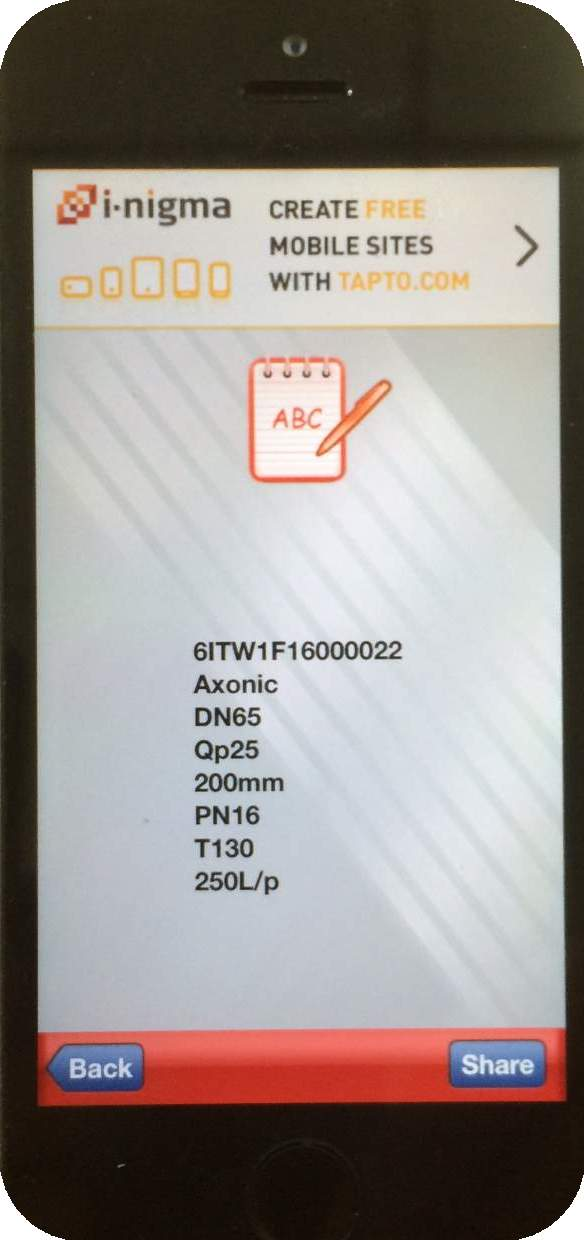 i-nigma
CREATE FREE
MOBILE SITES
WITH TAPTO.COM
ABC
6ITW1F16000022
Axonic
DN65
Qp25
200mm
PN16
T130
250L/p
Back
Share